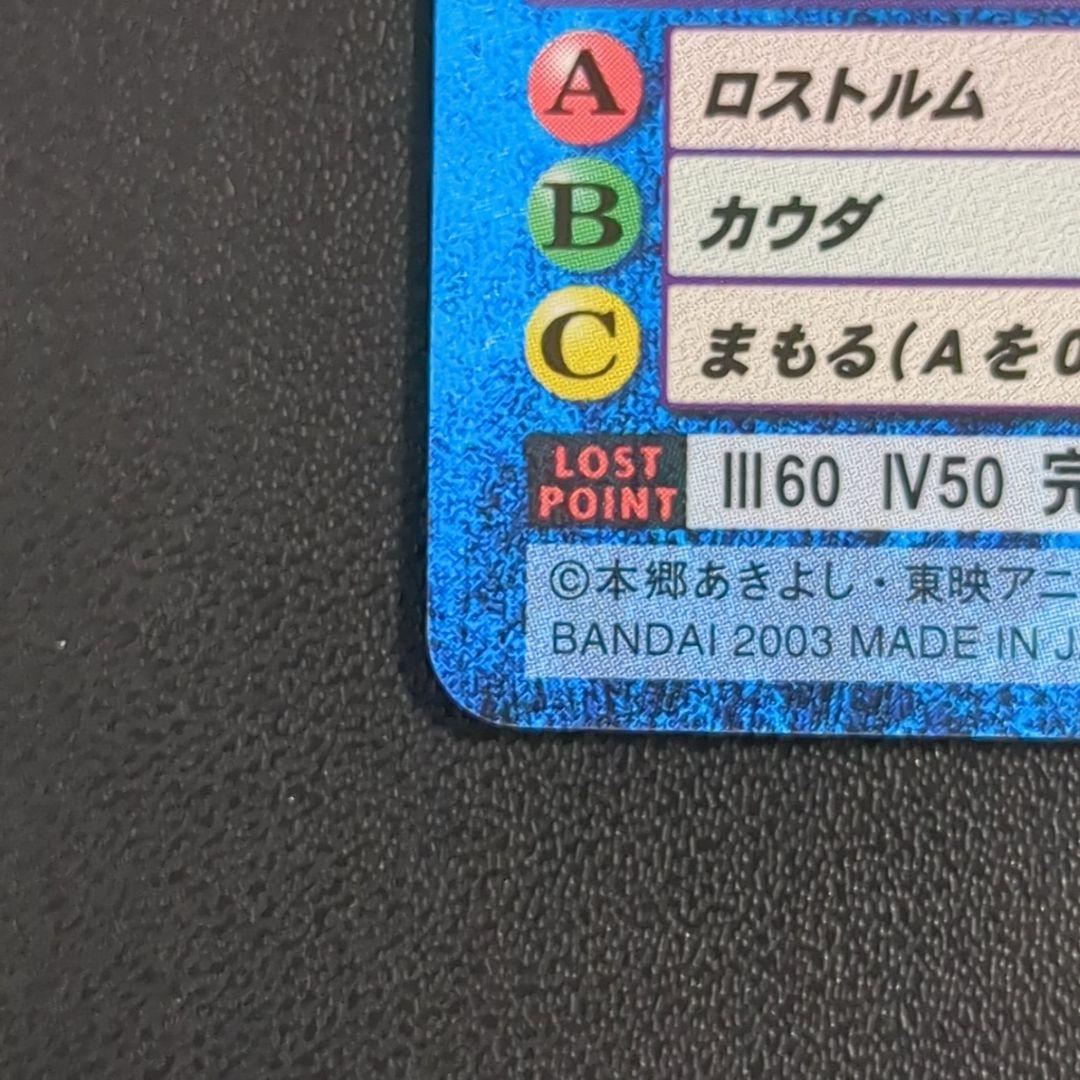 A ロストルム
B カウダ
C まもる(Aを0
LOST POINT Ⅲ60 Ⅳ50 完
©本郷あきよし・東映アニ
BANDAI 2003 MADE IN J